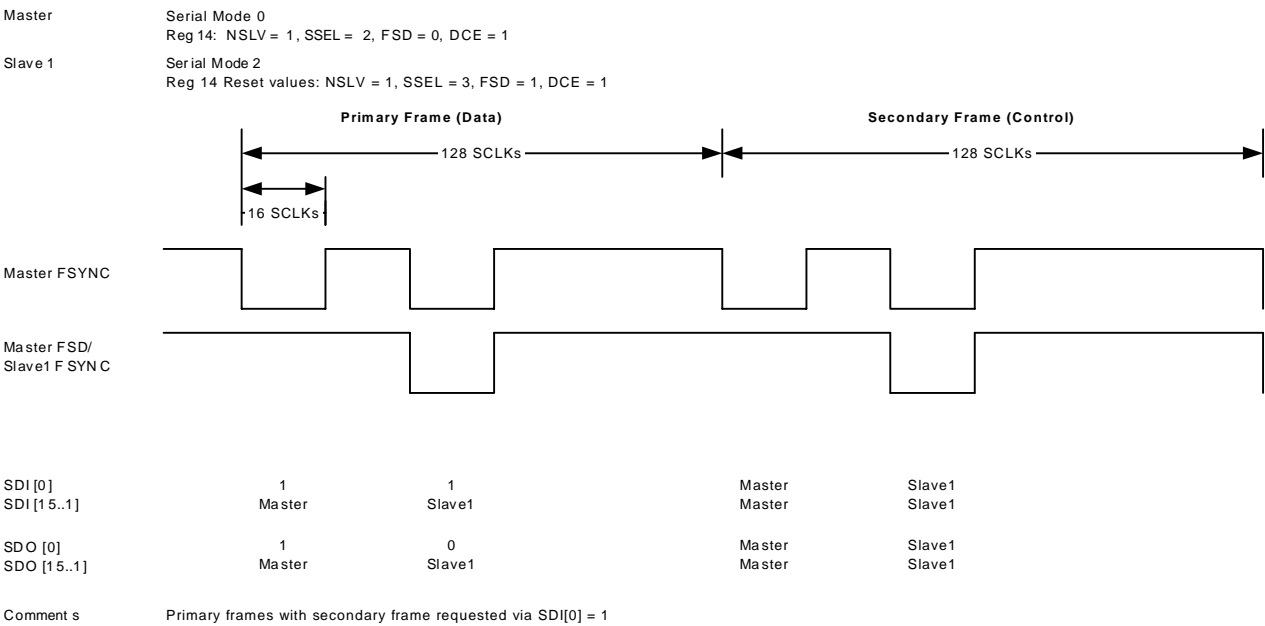 Master Serial Mode 0
Reg 14: NSLV = 1, SSEL = 2, FSD = 0, DCE = 1
Slave 1 Serial Mode 2
Reg 14 Reset values: NSLV = 1, SSEL = 3, FSD = 1, DCE = 1
Primary Frame (Data) Secondary Frame (Control)
128 SCLKs 128 SCLKs
16 SCLKs
Master FSYNC
Master FSD/
Slave1 FSYNC
SDI [0] 1 1 Master Slave1
SDI [15..1] Master Slave1 Master Slave1
SDO [0] 1 0 Master Slave1
SDO [15..1] Master Slave1 Master Slave1
Comments Primary frames with secondary frame requested via SDI[0] = 1